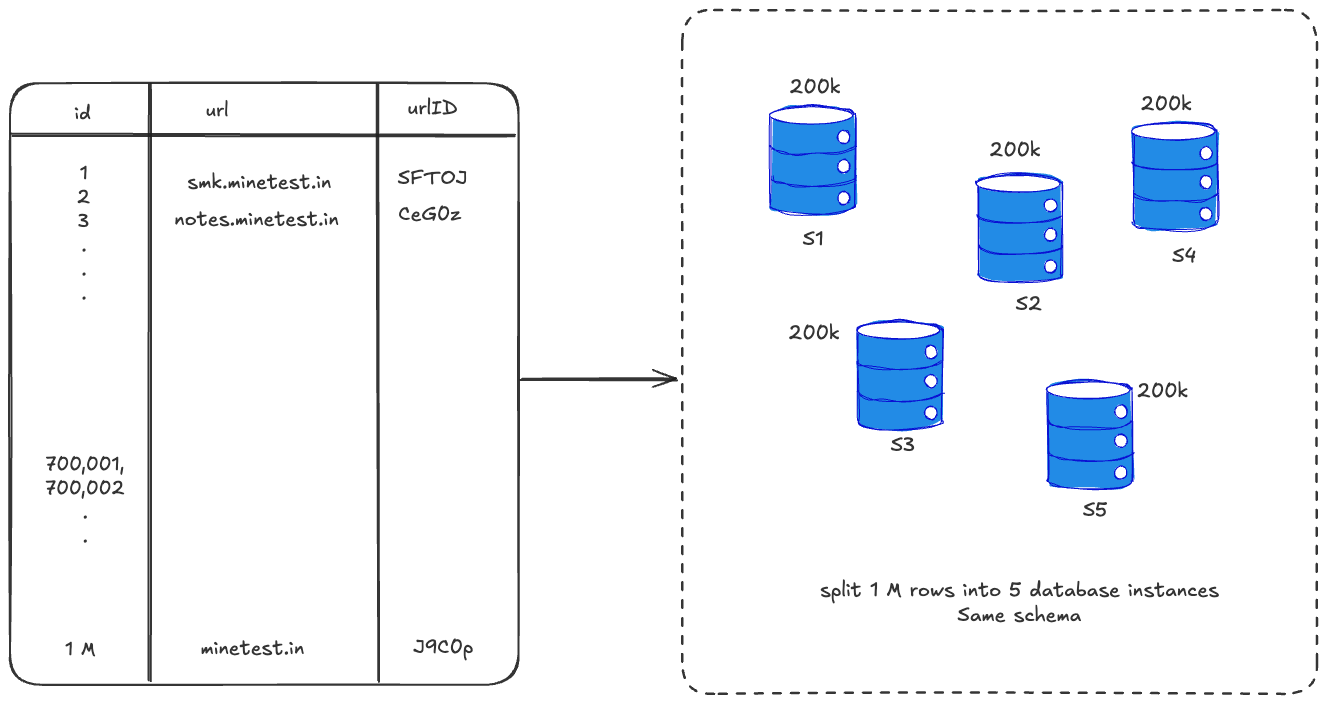 id url urlID
1
2
3
smk.minetest.in SFTOJ
notes.minetest.in CeG0z
.
.
.
700,001,
700,002
.
.
1 M minetest.in J9C0p
200k
S1
200k
S2
200k
S4
200k
S3
200k
S5
split 1 M rows into 5 database instances
Same schema